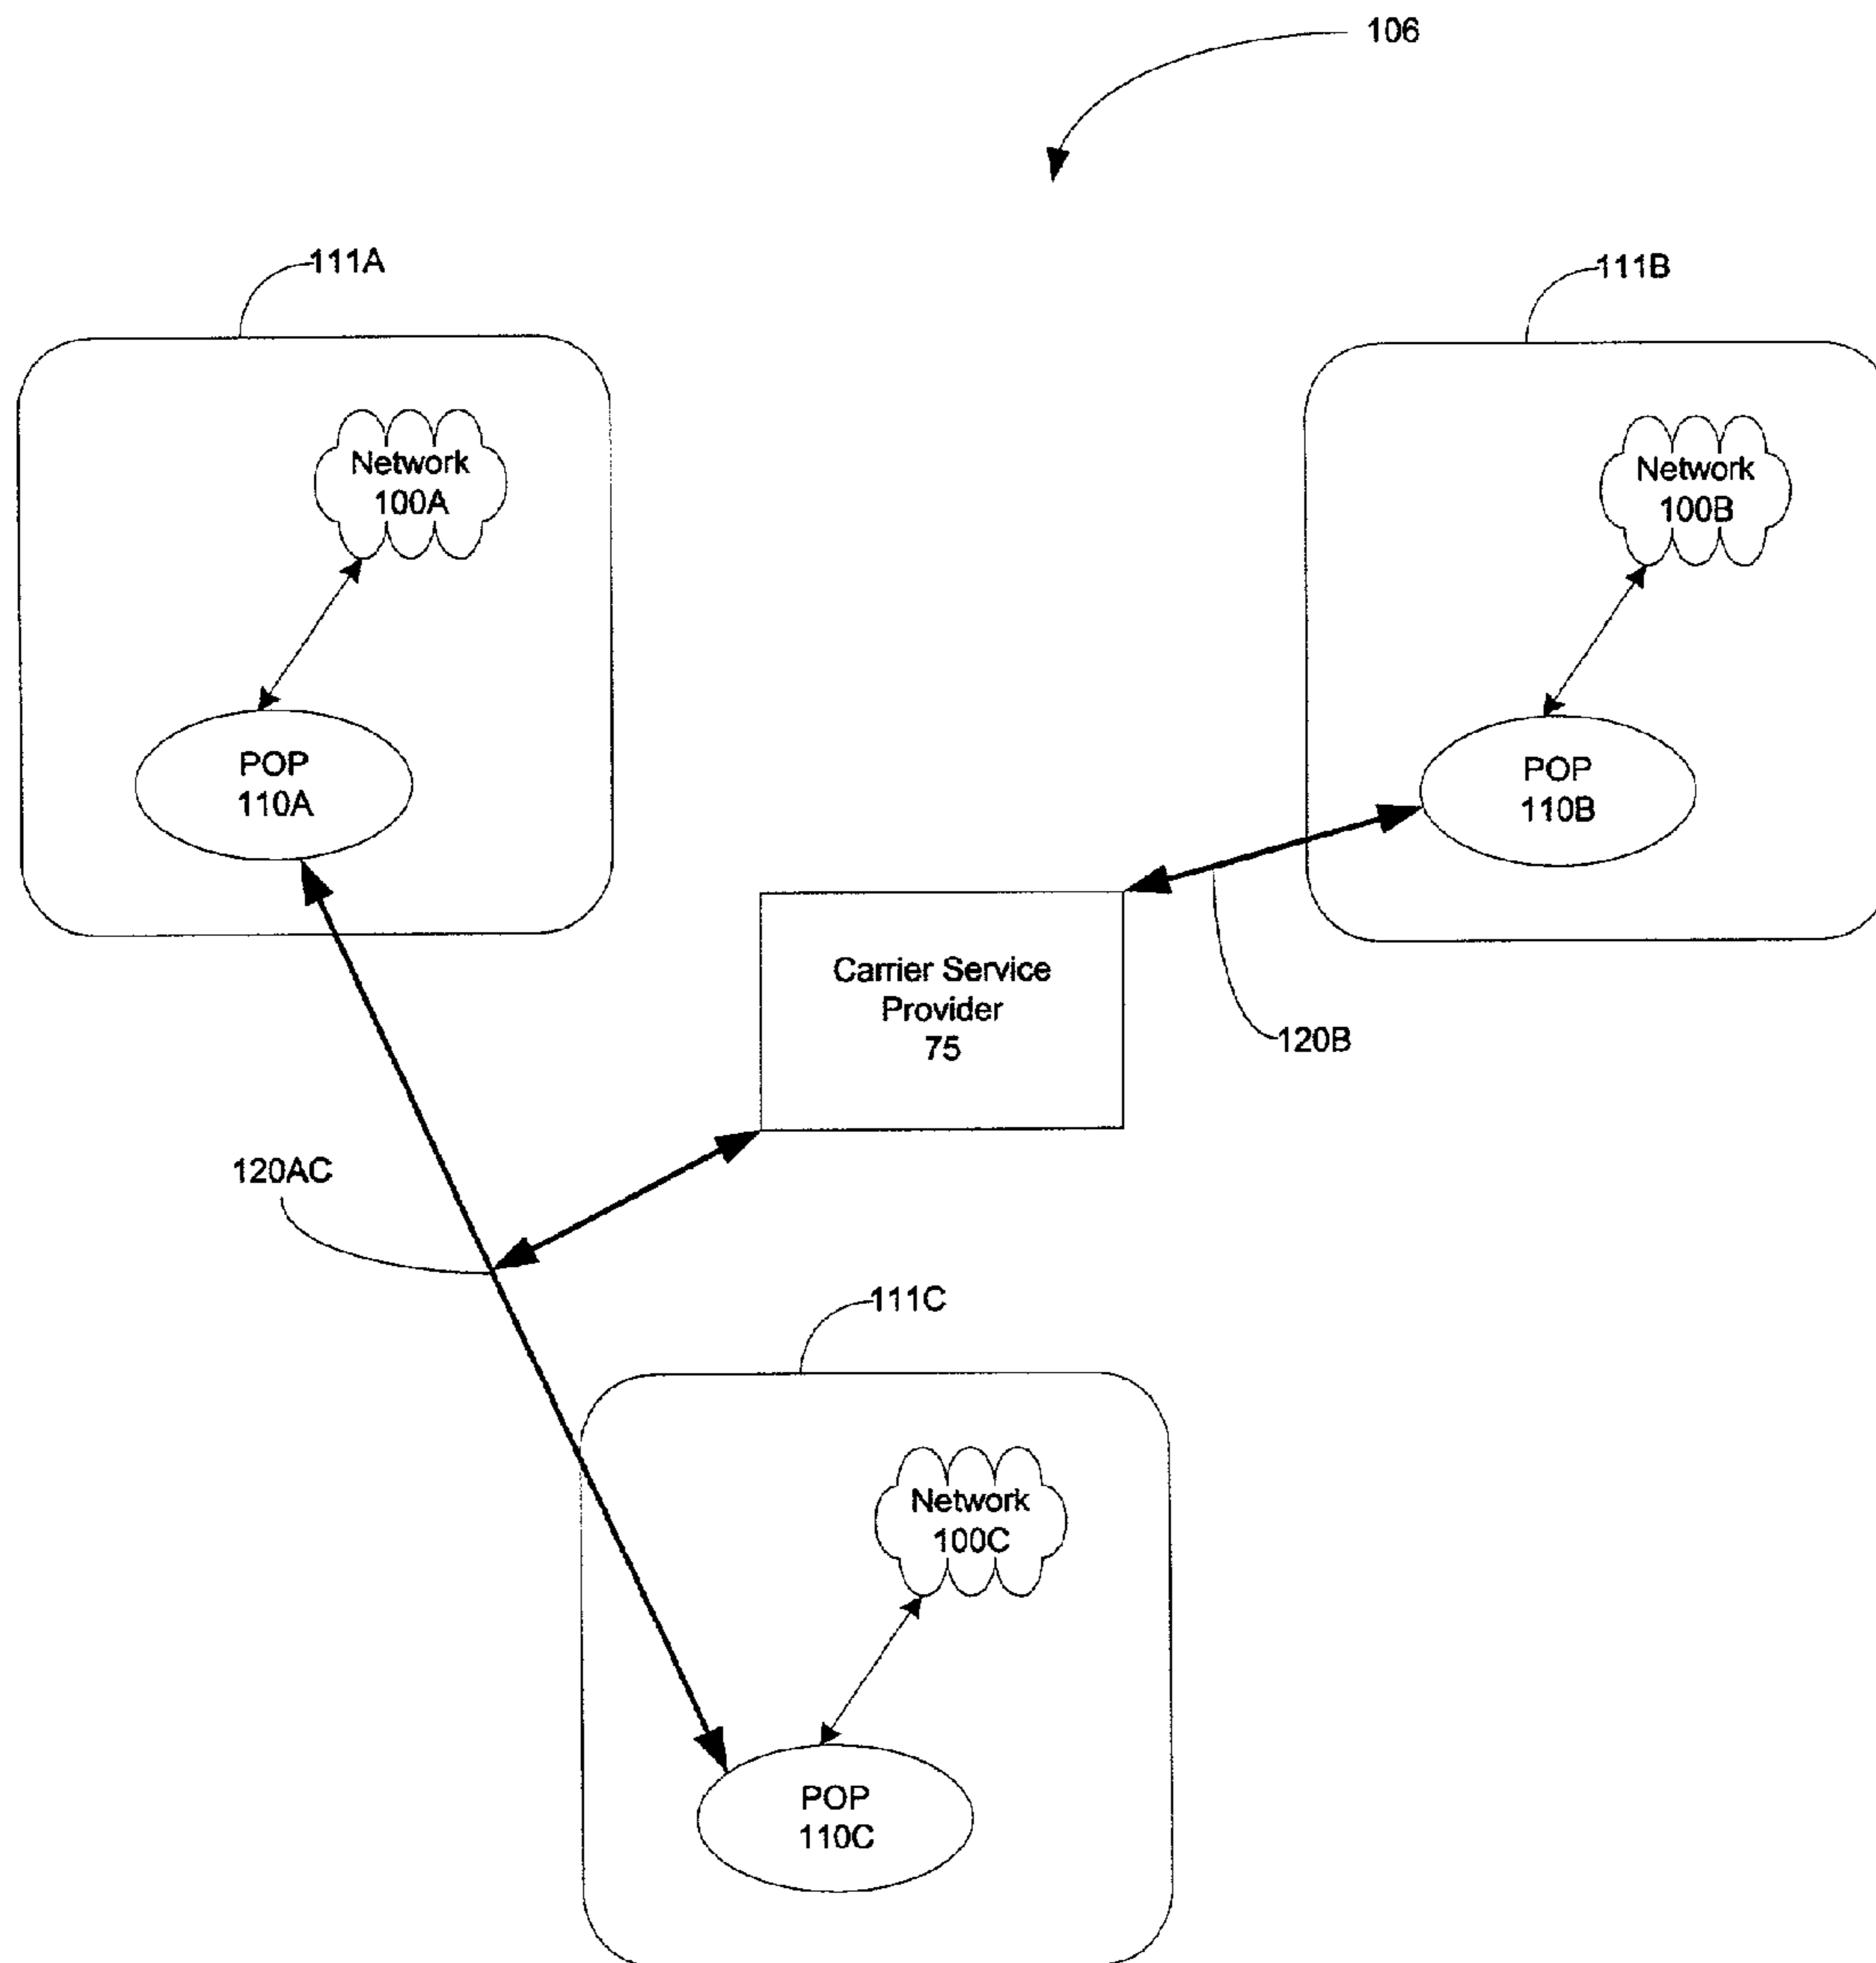 106
111A
111B
Network
100A
Network
100B
POP
110A
POP
110B
Carrier Service
Provider
75
120B
120AC
111C
Network
100C
POP
110C